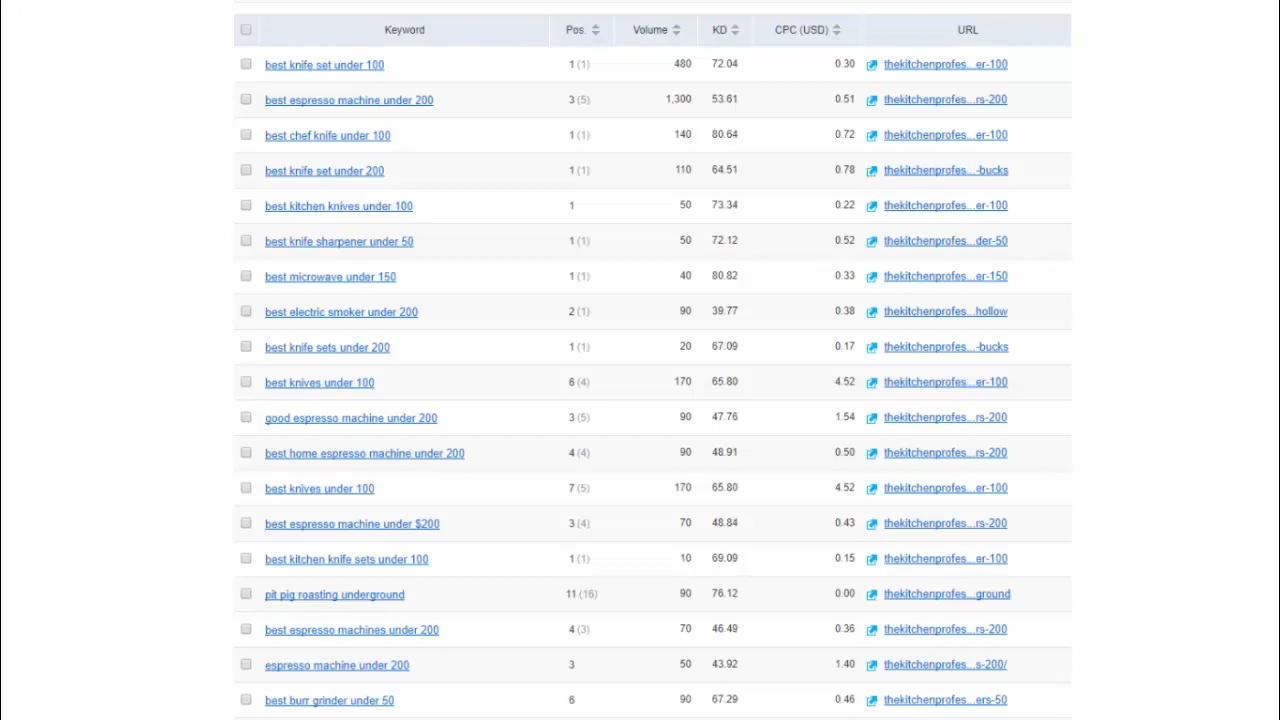 Keyword Pos. Volume KD CPC (USD) URL
best knife set under 100 1 (1) 480 72.04 0.30 thekitchenprofes...er-100
best espresso machine under 200 3 (5) 1,300 53.61 0.51 thekitchenprofes...rs-200
best chef knife under 100 1 (1) 140 80.64 0.72 thekitchenprofes...er-100
best knife set under 200 1 (1) 110 64.51 0.78 thekitchenprofes...-bucks
best kitchen knives under 100 1 50 73.34 0.22 thekitchenprofes...er-100
best knife sharpener under 50 1 (1) 50 72.12 0.52 thekitchenprofes...der-50
best microwave under 150 1 (1) 40 80.82 0.33 thekitchenprofes...er-150
best electric smoker under 200 2 (1) 90 39.77 0.38 thekitchenprofes...hollow
best knife sets under 200 1 (1) 20 67.09 0.17 thekitchenprofes...-bucks
best knives under 100 6 (4) 170 65.80 4.52 thekitchenprofes...er-100
good espresso machine under 200 3 (5) 90 47.76 1.54 thekitchenprofes...rs-200
best home espresso machine under 200 4 (4) 90 48.91 0.50 thekitchenprofes...rs-200
best knives under 100 7 (5) 170 65.80 4.52 thekitchenprofes...er-100
best espresso machine under $200 3 (4) 70 48.84 0.43 thekitchenprofes...rs-200
best kitchen knife sets under 100 1 (1) 10 69.09 0.15 thekitchenprofes...er-100
pit pig roasting underground 11 (16) 90 76.12 0.00 thekitchenprofes...ground
best espresso machines under 200 4 (3) 70 46.49 0.36 thekitchenprofes...rs-200
espresso machine under 200 3 50 43.92 1.40 thekitchenprofes...s-200/
best burr grinder under 50 6 90 67.29 0.46 thekitchenprofes...ers-50